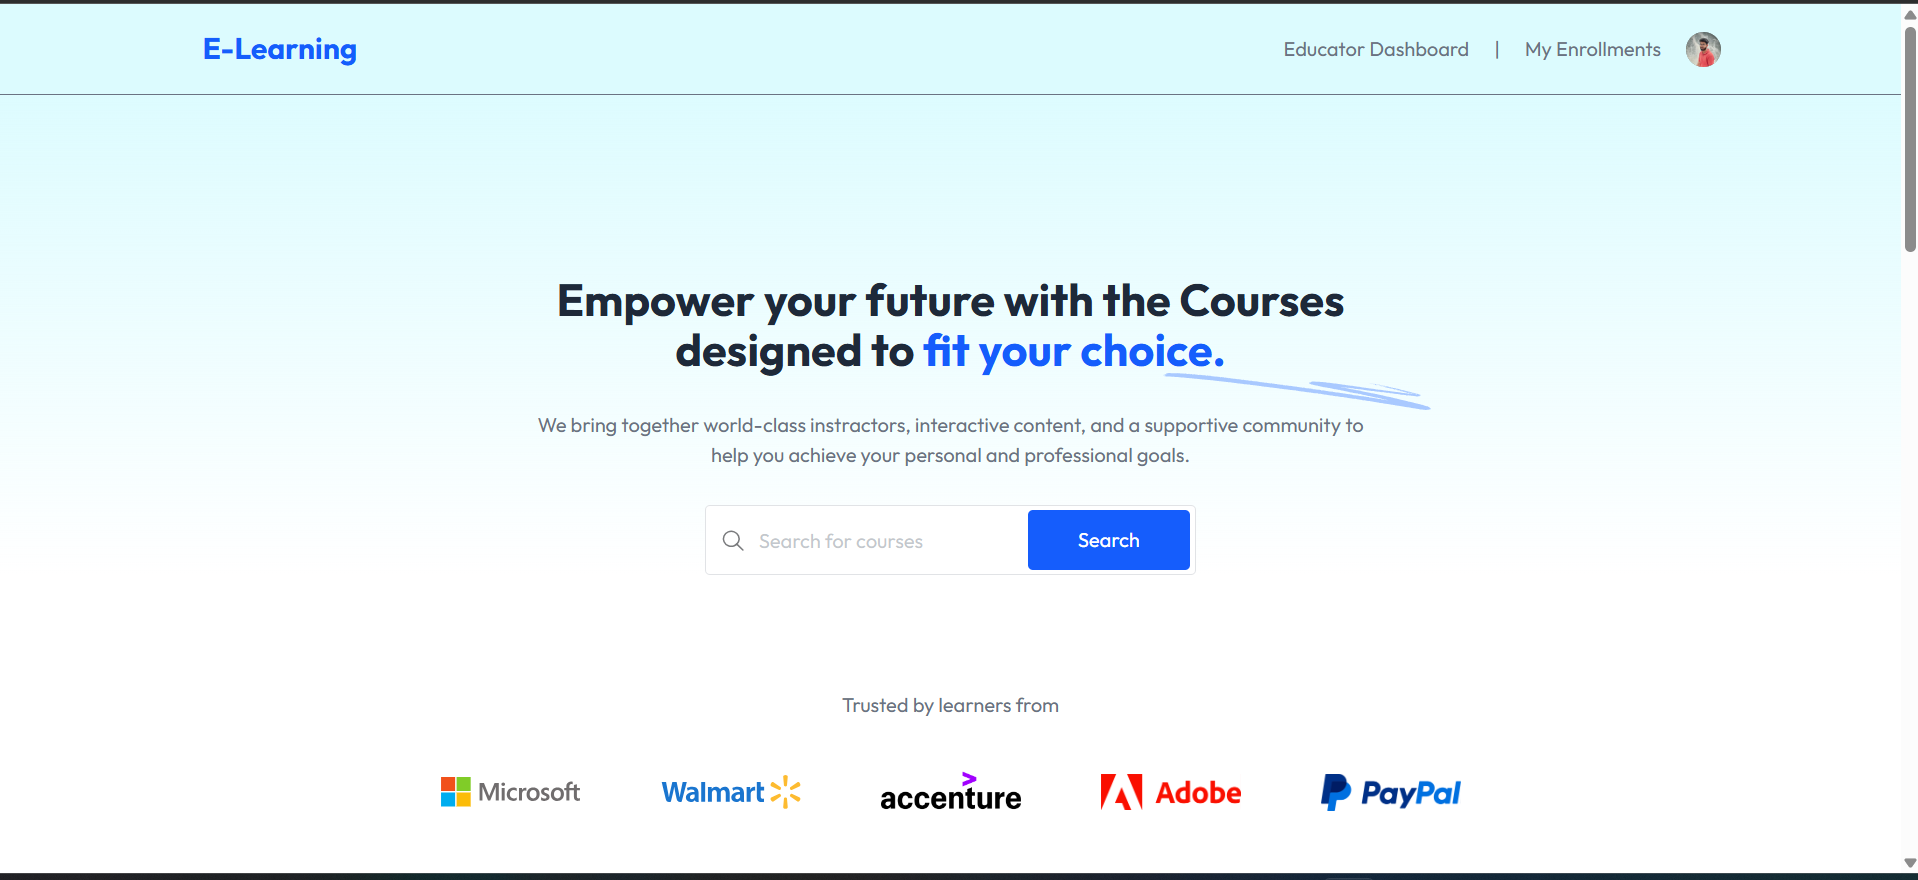 E-Learning
Educator Dashboard | My Enrollments
Empower your future with the Courses
designed to fit your choice.
We bring together world-class instractors, interactive content, and a supportive community to
help you achieve your personal and professional goals.
Search for courses
Search
Trusted by learners from
Microsoft
Walmart
accenture
Adobe
PayPal